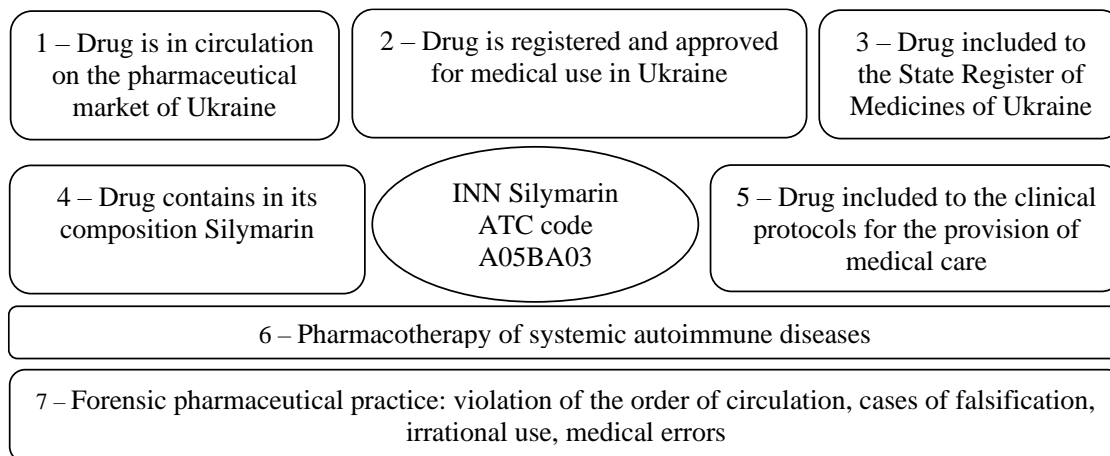 1 – Drug is in circulation
on the pharmaceutical
market of Ukraine
2 – Drug is registered and approved
for medical use in Ukraine
3 – Drug included to
the State Register of
Medicines of Ukraine
4 – Drug contains in its
composition Silymarin
INN Silymarin
ATC code
A05BA03
5 – Drug included to the clinical
protocols for the provision of
medical care
6 – Pharmacotherapy of systemic autoimmune diseases
7 – Forensic pharmaceutical practice: violation of the order of circulation, cases of falsification,
irrational use, medical errors